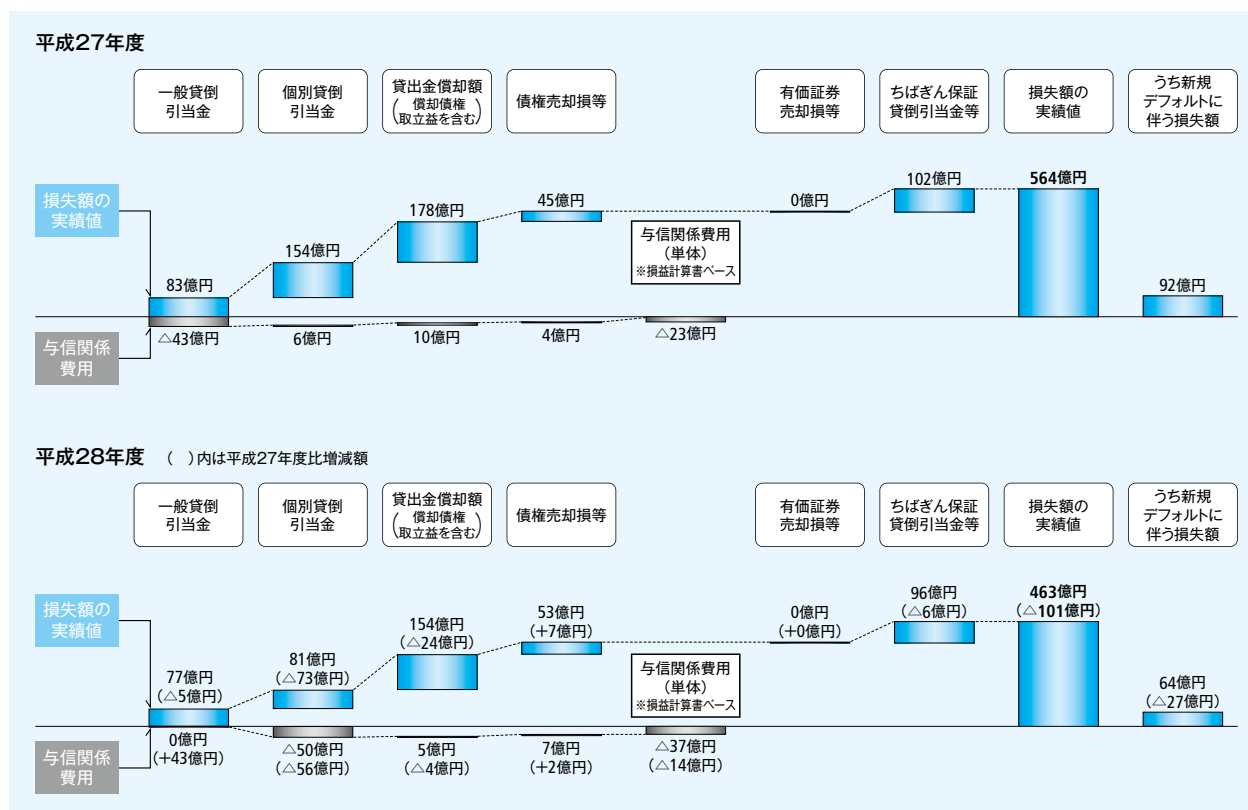 平成27年度
一般貸倒
引当金
個別貸倒
引当金
貸出金償却額
(償却債権
取立益を含む)
債権売却損等
有価証券
売却損等
ちばぎん保証
貸倒引当金等
損失額の
実績値
うち新規
デフォルトに
伴う損失額
損失額の
実績値
83億円
154億円
178億円
45億円
与信関係費用
(単体)
※損益計算書ベース
0億円
102億円
564億円
92億円
与信関係
費用
△43億円
6億円
10億円
4億円
△23億円
平成28年度 ( )内は平成27年度比増減額
一般貸倒
引当金
個別貸倒
引当金
貸出金償却額
(償却債権
取立益を含む)
債権売却損等
有価証券
売却損等
ちばぎん保証
貸倒引当金等
損失額の
実績値
うち新規
デフォルトに
伴う損失額
損失額の
実績値
77億円
(△5億円)
81億円
(△73億円)
154億円
(△24億円)
53億円
(+7億円)
与信関係費用
(単体)
※損益計算書ベース
0億円
(+0億円)
96億円
(△6億円)
463億円
(△101億円)
64億円
(△27億円)
与信関係
費用
0億円
(+43億円)
△50億円
(△56億円)
5億円
(△4億円)
7億円
(+2億円)
△37億円
(△14億円)